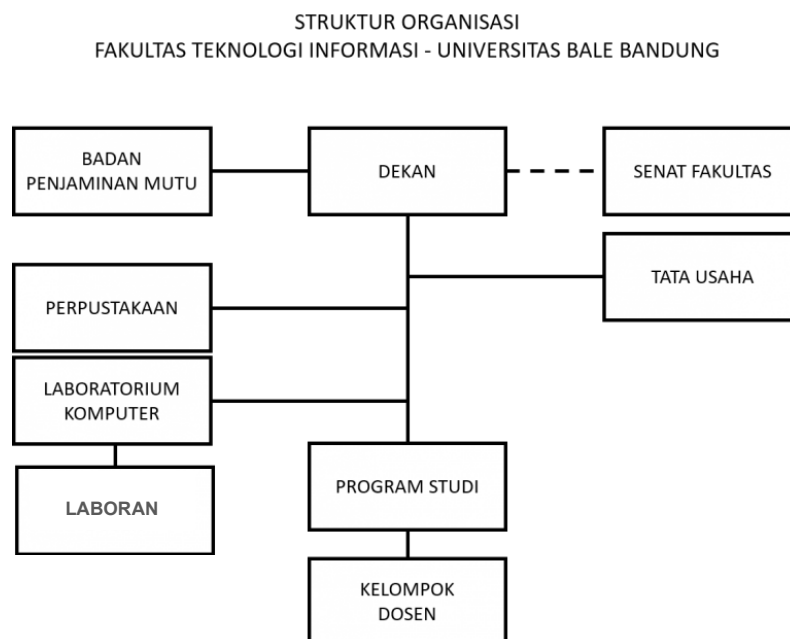 STRUKTUR ORGANISASI
FAKULTAS TEKNOLOGI INFORMASI - UNIVERSITAS BALE BANDUNG
BADAN
PENJAMINAN MUTU
DEKAN
SENAT FAKULTAS
TATA USAHA
PERPUSTAKAAN
LABORATORIUM
KOMPUTER
LABORAN
PROGRAM STUDI
KELOMPOK
DOSEN